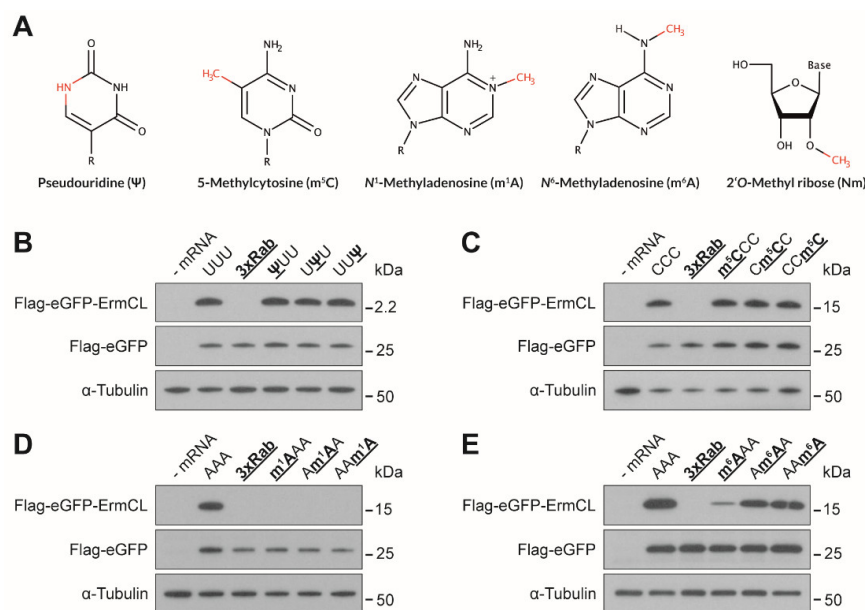 A
O HN NH O R
H₃C NH₂ N N O R
NH₂ N N⁺ CH₃ N N R
H N CH₃ N N N N R
HO Base O OH O CH₃
Pseudouridine (Ψ) 5-Methylcytosine (m⁵C) N¹-Methyladenosine (m¹A) N⁶-Methyladenosine (m⁶A) 2‘O-Methyl ribose (Nm)
B
- mRNA UUU 3xRab ΨUU UΨU UUΨ kDa
Flag-eGFP-ErmCL 2.2
Flag-eGFP 25
α-Tubulin 50
C
- mRNA CCC 3xRab m⁵CCC Cm⁵CC CCm⁵C kDa
Flag-eGFP-ErmCL 15
Flag-eGFP 25
α-Tubulin 50
D
- mRNA AAA 3xRab m¹AAA Am¹AA AAm¹A kDa
Flag-eGFP-ErmCL 15
Flag-eGFP 25
α-Tubulin 50
E
- mRNA AAA 3xRab m⁶AAA Am⁶AA AAm⁶A kDa
Flag-eGFP-ErmCL 15
Flag-eGFP 25
α-Tubulin 50